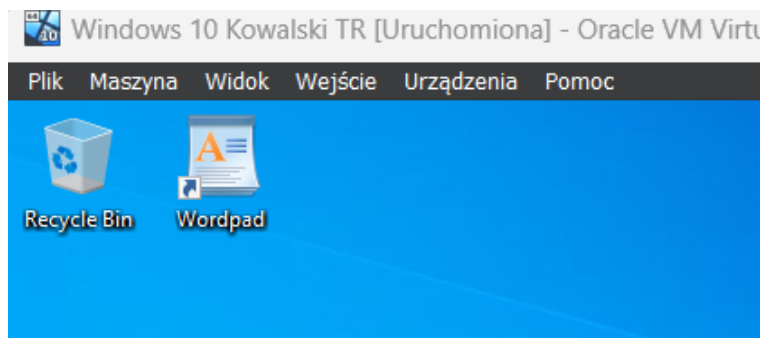 Windows 10 Kowalski TR [Uruchomiona] - Oracle VM Virtu
Plik Maszyna Widok Wejście Urządzenia Pomoc
Recycle Bin Wordpad